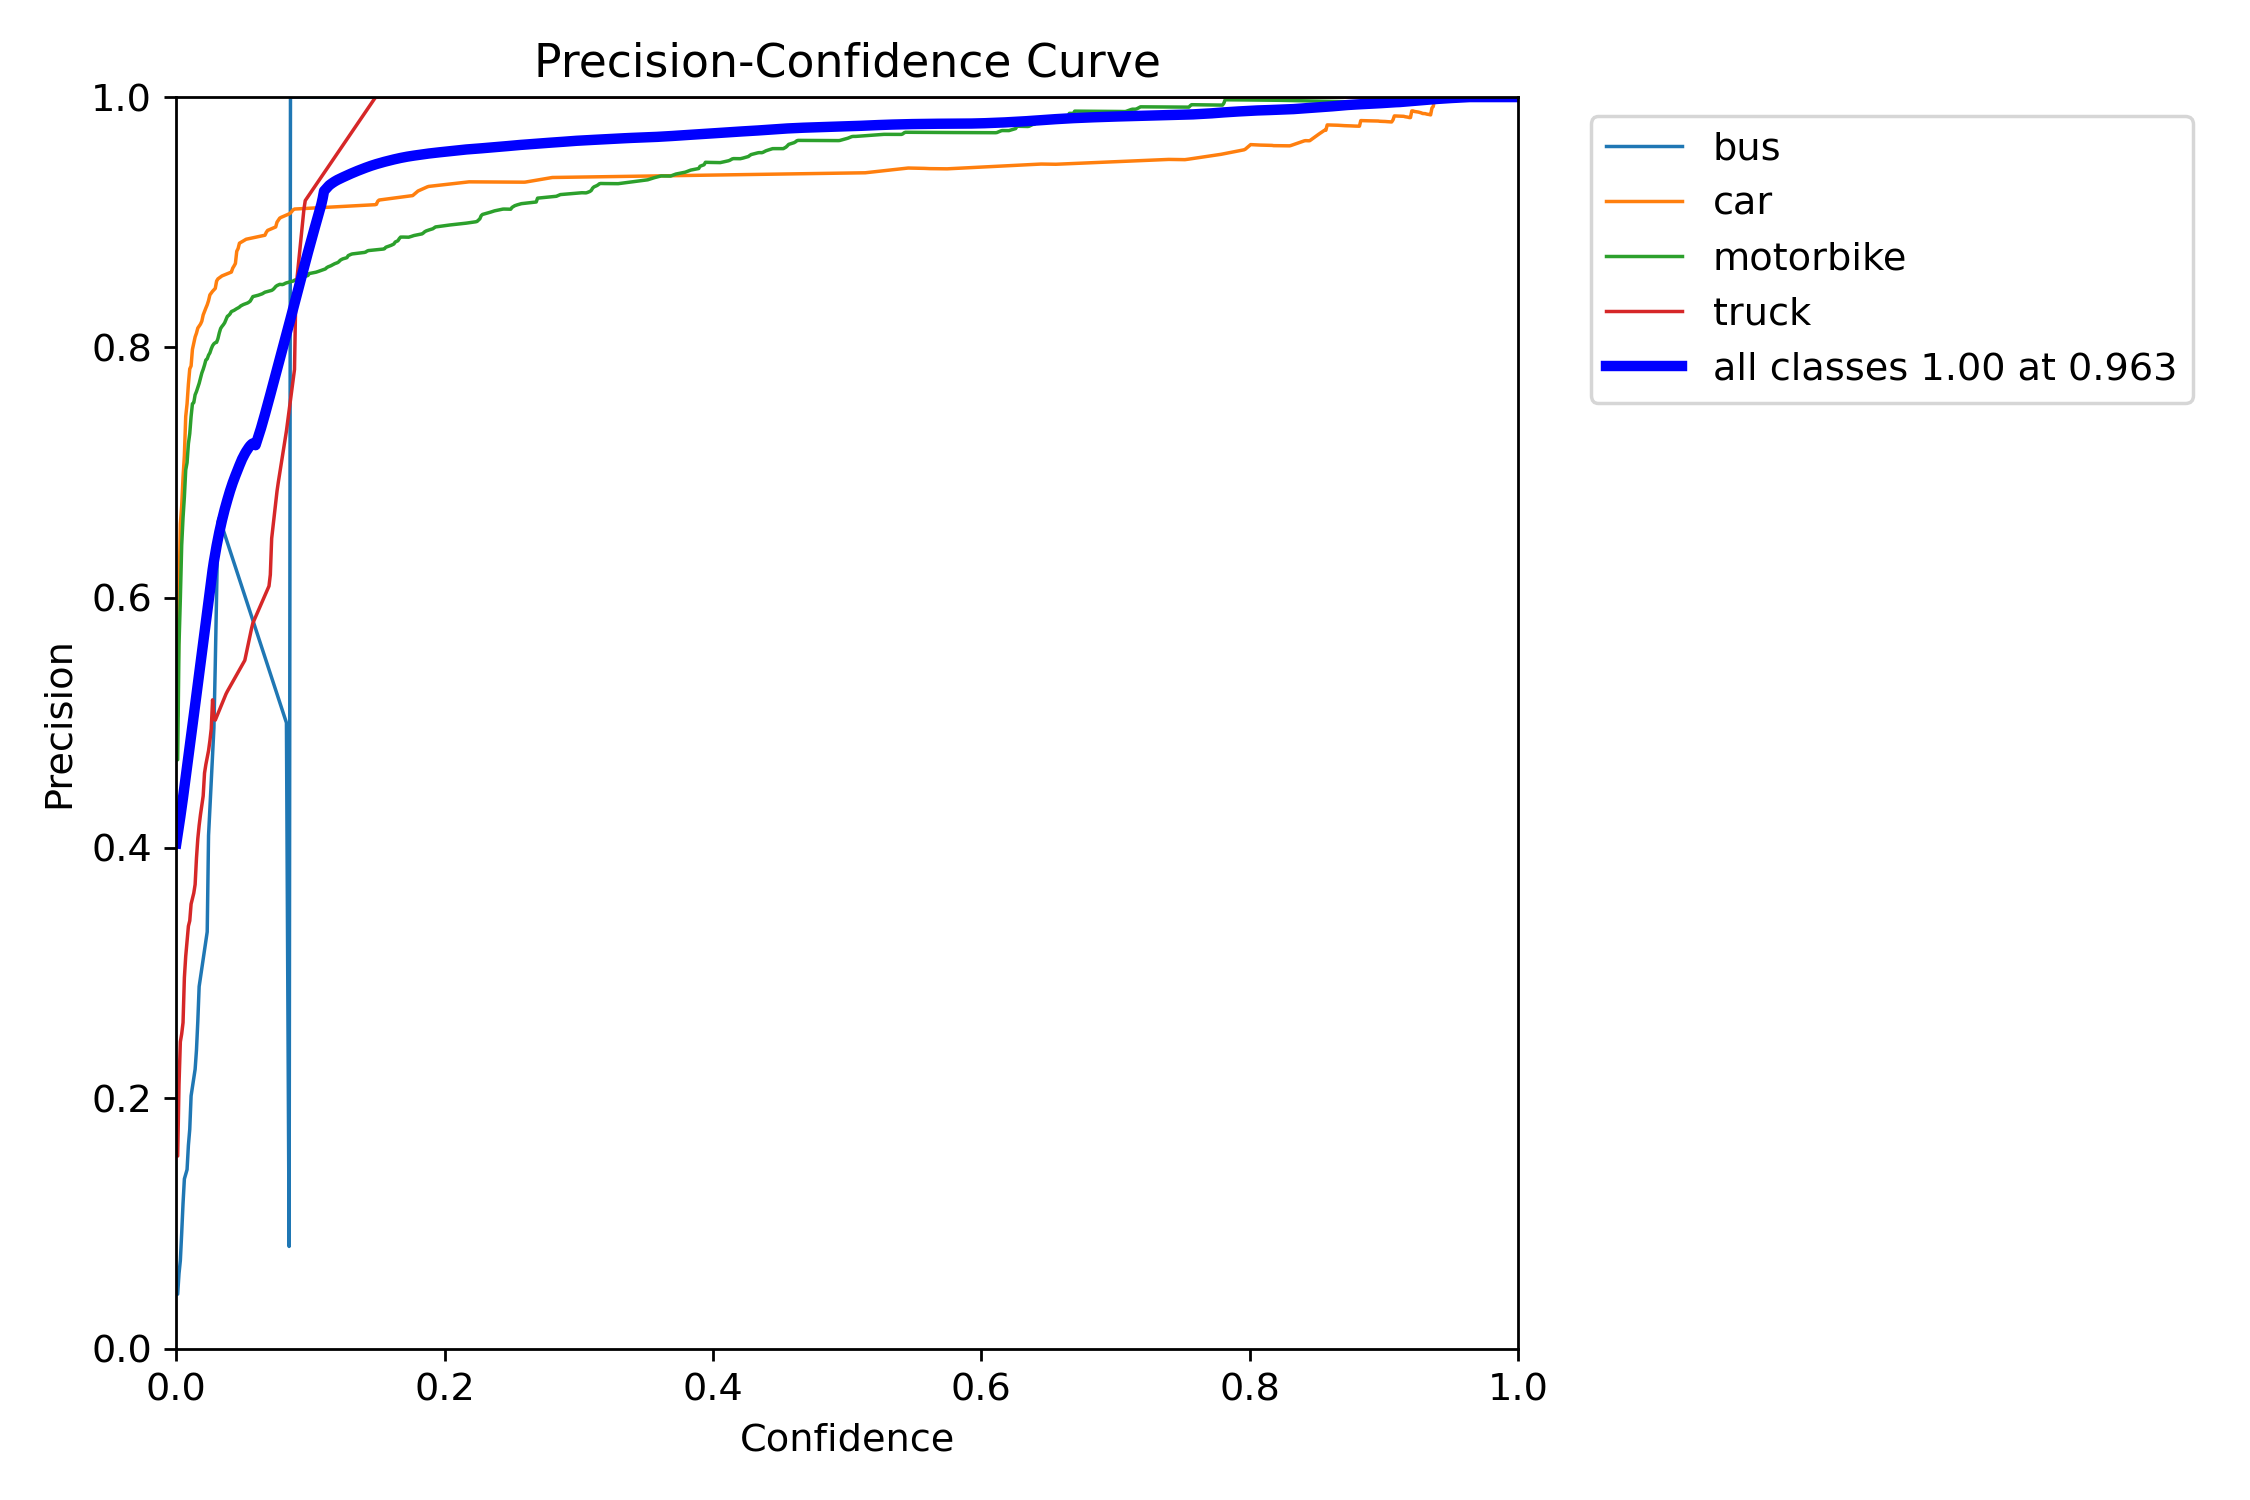 Precision-Confidence Curve
1.0
0.8
0.6
0.4
0.2
0.0
Precision
0.0 0.2 0.4 0.6 0.8 1.0
Confidence
bus
car
motorbike
truck
all classes 1.00 at 0.963